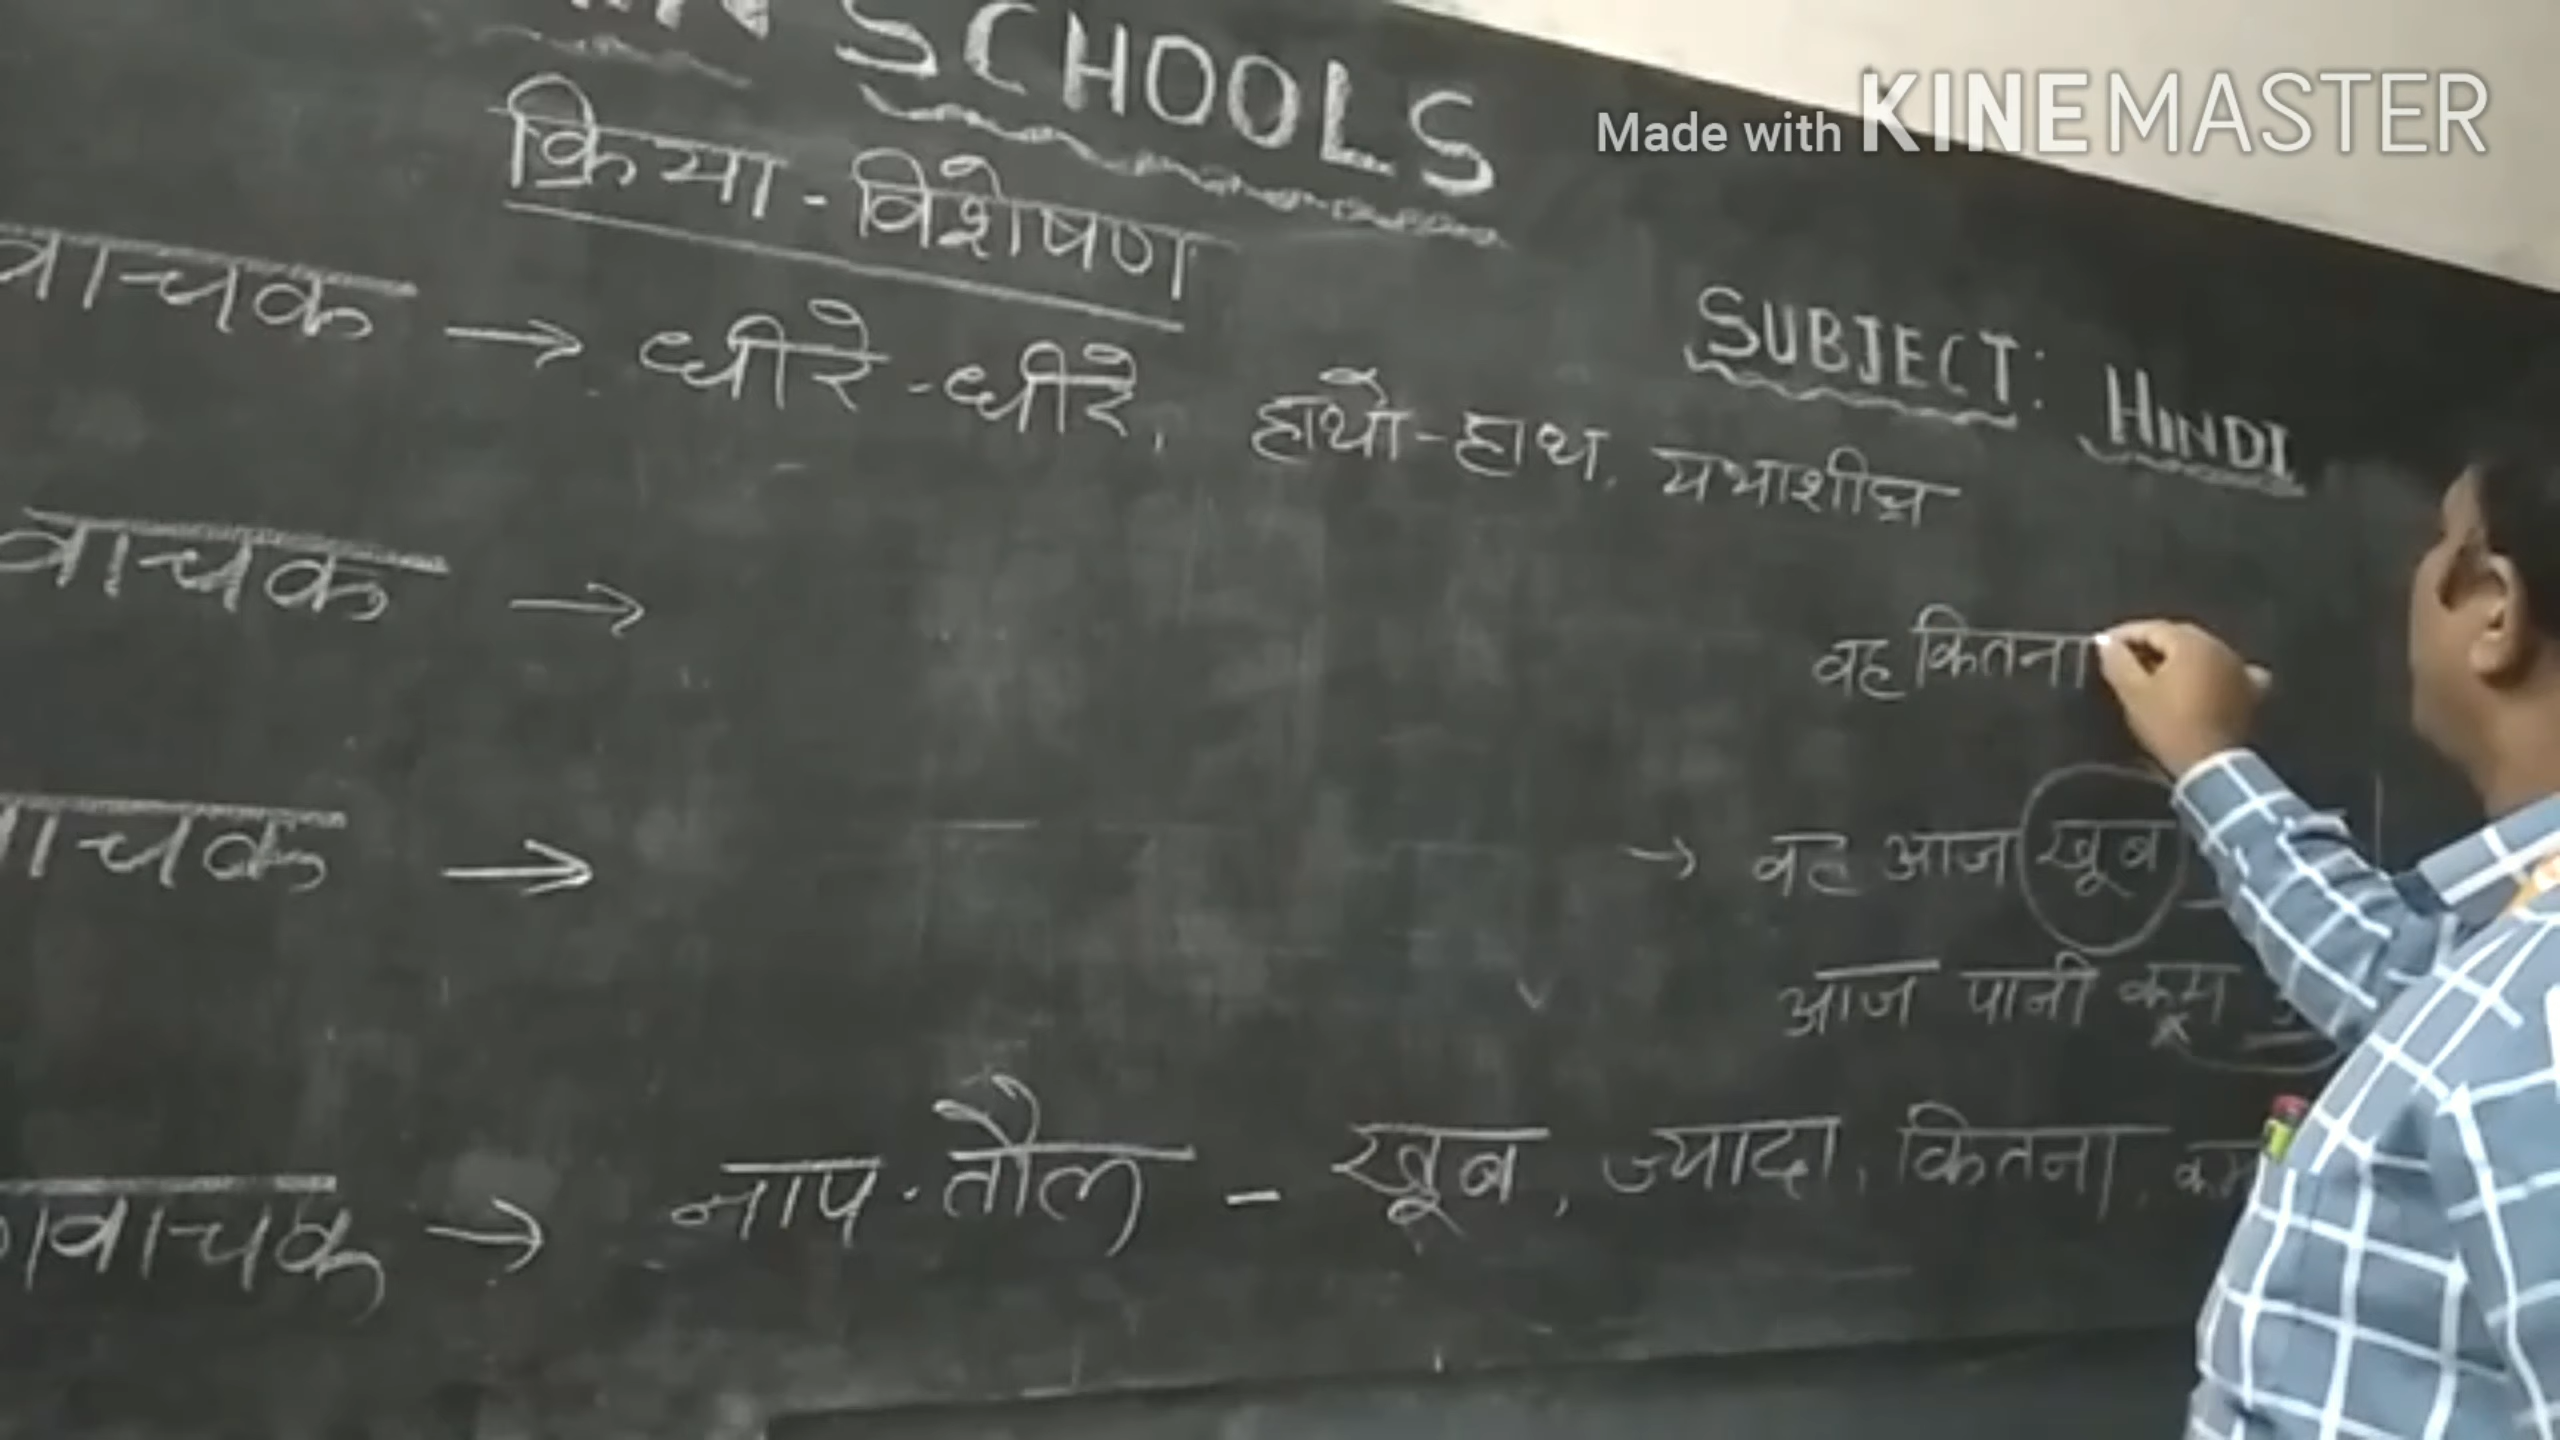 SCHOOLS
Made with KINEMASTER
क्रिया - विशेषण
SUBJECT: HINDI
वाचक → धीरे-धीरे, हाथों-हाथ, यथाशीघ्र
वाचक →
वह कितना
वाचक → → वह आज खूब
आज पानी कम
वाचक → नाप-तौल - खूब, ज्यादा, कितना, कम